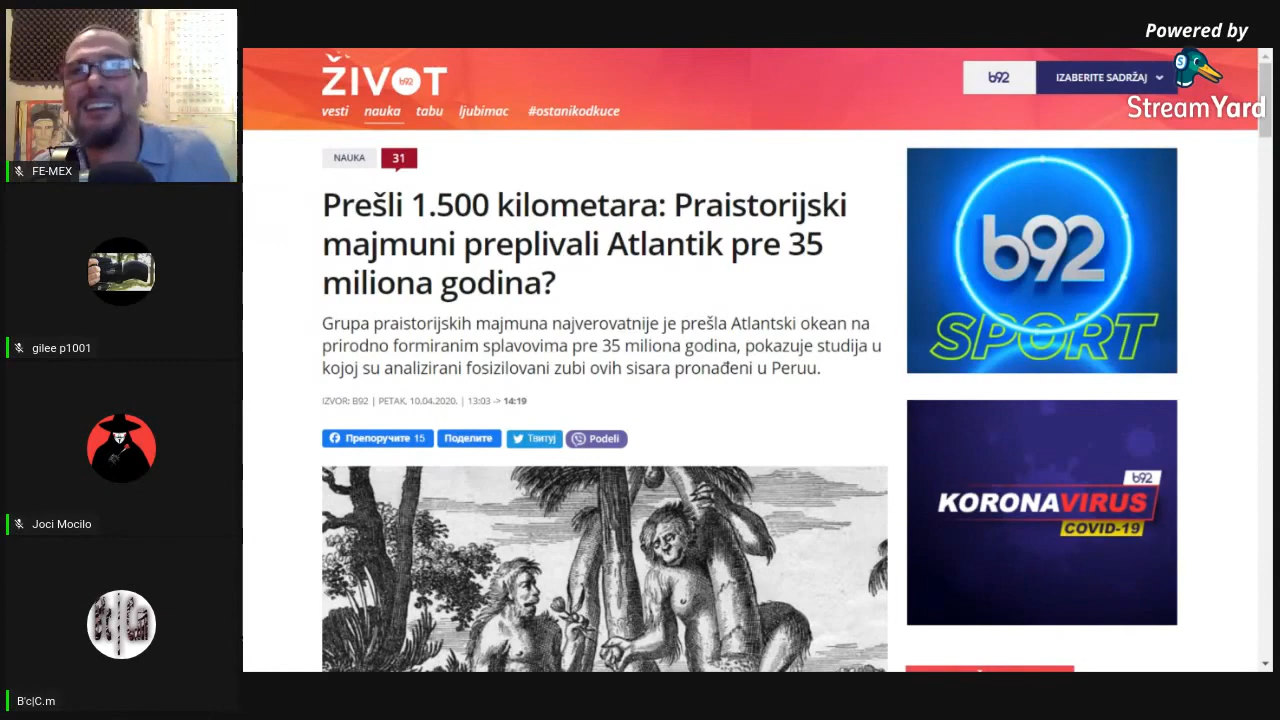 Powered by
StreamYard
FE-MEX
gilee p1001
Joci Mocilo
B'c|C.m
ŽIVOT
b92
vesti nauka tabu ljubimac #ostanikodkuce
b92 IZABERITE SADRŽAJ
NAUKA 31
Prešli 1.500 kilometara: Praistorijski
majmuni preplivali Atlantik pre 35
miliona godina?
Grupa praistorijskih majmuna najverovatnije je prešla Atlantski okean na
prirodno formiranim splavovima pre 35 miliona godina, pokazuje studija u
kojoj su analizirani fosizilovani zubi ovih sisara pronađeni u Peruu.
IZVOR: B92 | PETAK, 10.04.2020. | 13:03 -> 14:19
Препоручите 15 Поделите Твитуј Podeli
b92
SPORT
b92
KORONAVIRUS
COVID-19